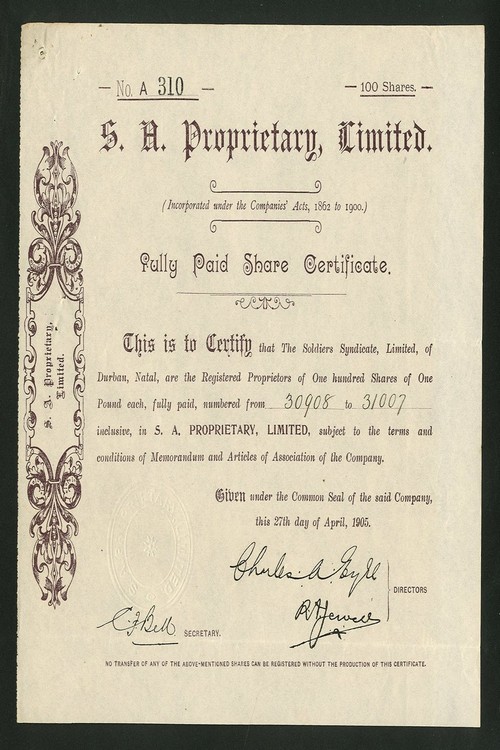 No. A 310
100 Shares.
S. A. Proprietary, Limited.
(Incorporated under the Companies' Acts, 1862 to 1900.)
Fully Paid Share Certificate.
This is to Certify that The Soldiers Syndicate, Limited, of
Durban, Natal, are the Registered Proprietors of One hundred Shares of One
Pound each, fully paid, numbered from 30908 to 31007
inclusive, in S. A. PROPRIETARY, LIMITED, subject to the terms and
conditions of Memorandum and Articles of Association of the Company.
Given under the Common Seal of the said Company,
this 27th day of April, 1905.
Charles A
DIRECTORS
C F Bell SECRETARY.
NO TRANSFER OF ANY OF THE ABOVE-MENTIONED SHARES CAN BE REGISTERED WITHOUT THE PRODUCTION OF THIS CERTIFICATE.
S. A. Proprietary,
Limited.